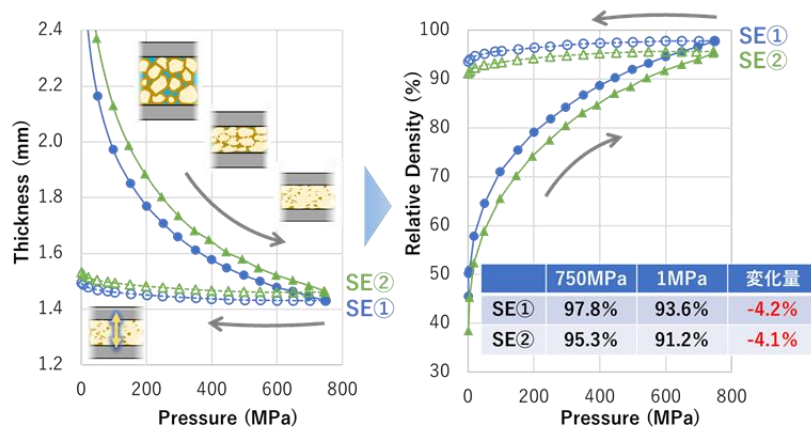 2.4
2.2
2.0
1.8
1.6
1.4
1.2
Thickness (mm)
0
200
400
600
800
Pressure (MPa)
SE②
SE①
100
90
80
70
60
50
40
30
Relative Density (%)
0
200
400
600
800
Pressure (MPa)
SE①
SE②
750MPa 1MPa 変化量
SE① 97.8% 93.6% -4.2%
SE② 95.3% 91.2% -4.1%